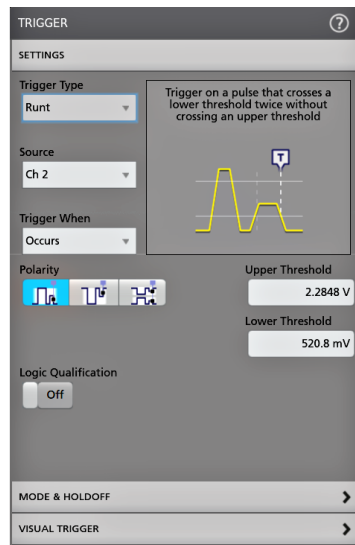 TRIGGER
?
SETTINGS
Trigger Type
Runt
Trigger on a pulse that crosses a
lower threshold twice without
crossing an upper threshold
T
Source
Ch 2
Trigger When
Occurs
Polarity
Upper Threshold
2.2848 V
Lower Threshold
520.8 mV
Logic Qualification
Off
MODE & HOLDOFF
VISUAL TRIGGER